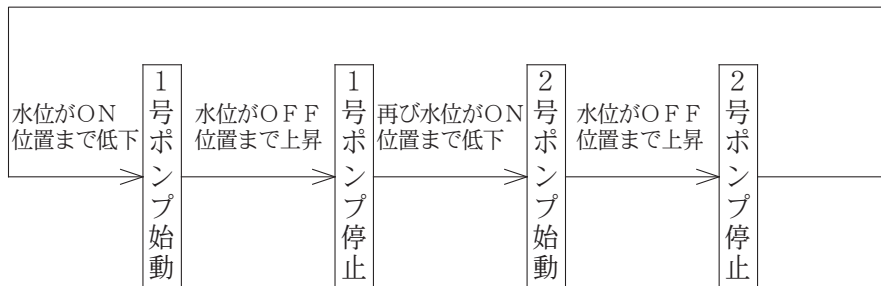 水位がＯＮ
位置まで低下
1号ポンプ始動
水位がＯＦＦ
位置まで上昇
1号ポンプ停止
再び水位がＯＮ
位置まで低下
2号ポンプ始動
水位がＯＦＦ
位置まで上昇
2号ポンプ停止